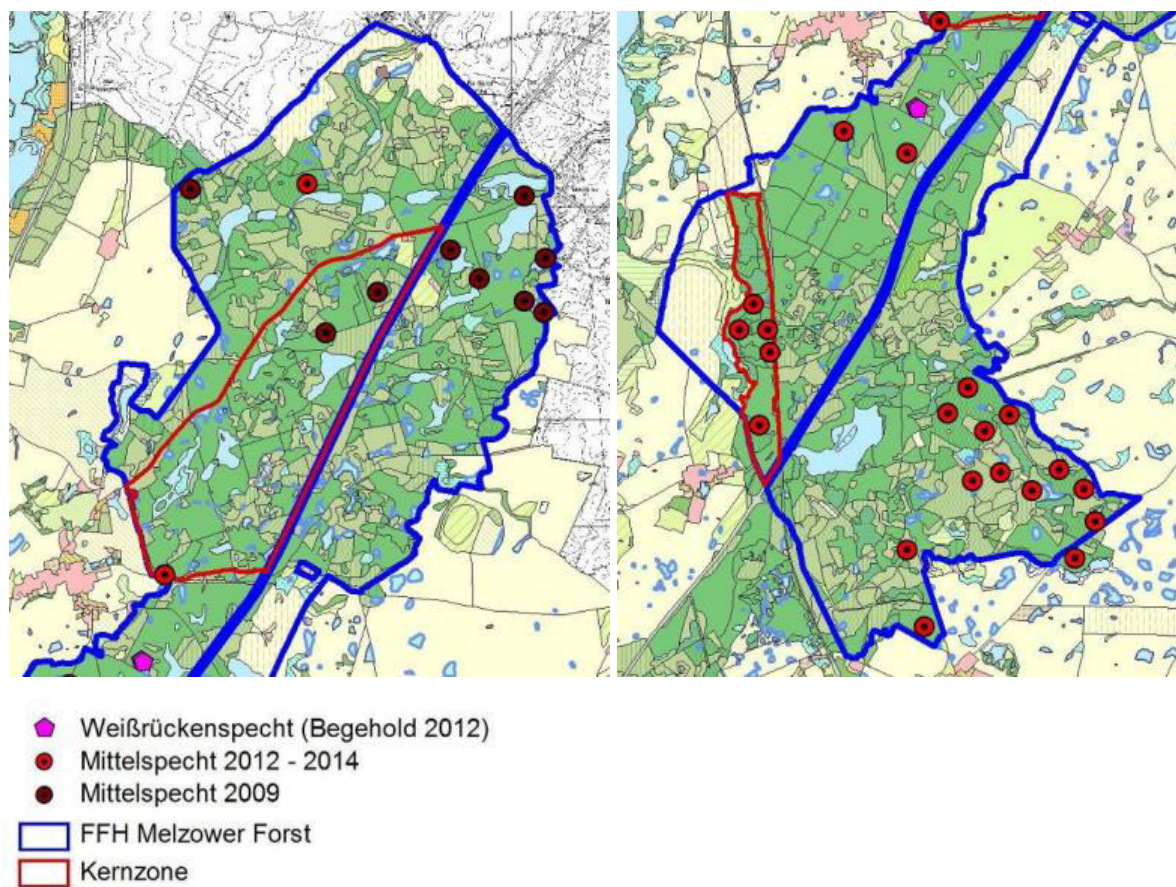 Weißrückenspecht (Begehold 2012)
Mittelspecht 2012 - 2014
Mittelspecht 2009
FFH Melzower Forst
Kernzone